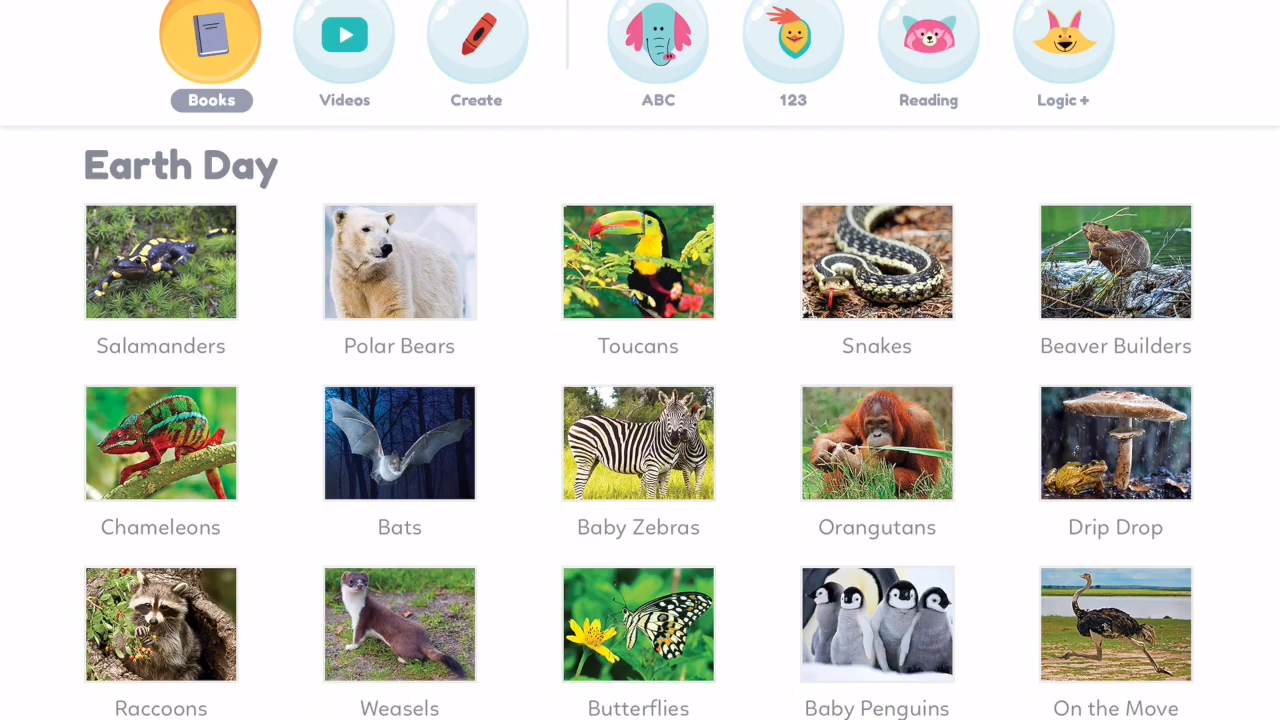 Books
Videos
Create
ABC
123
Reading
Logic +
Earth Day
Salamanders
Polar Bears
Toucans
Snakes
Beaver Builders
Chameleons
Bats
Baby Zebras
Orangutans
Drip Drop
Raccoons
Weasels
Butterflies
Baby Penguins
On the Move